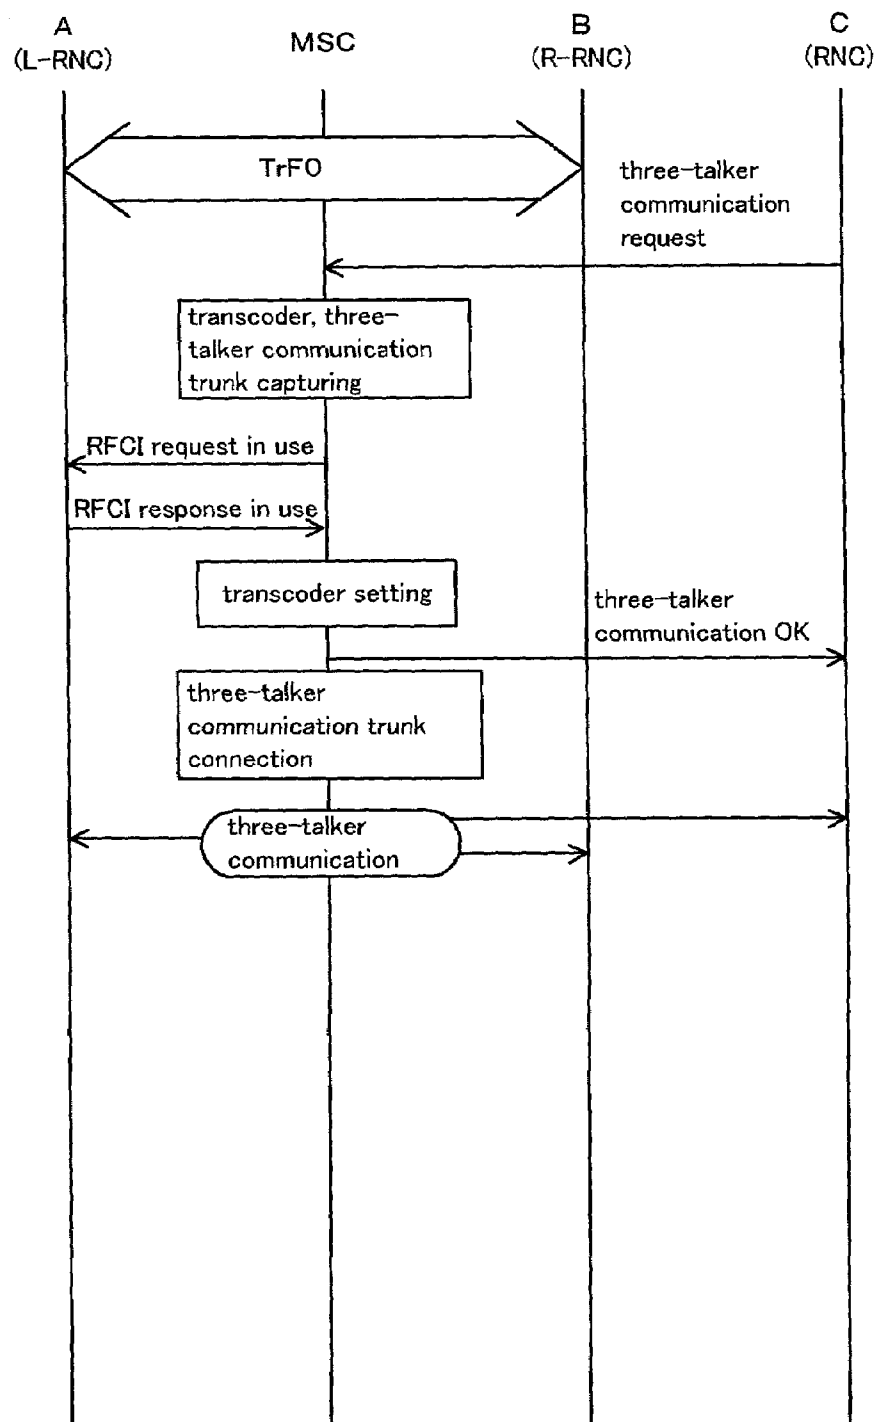 A
(L-RNC)
MSC
B
(R-RNC)
C
(RNC)
TrFO
three-talker
communication
request
transcoder, three-
talker communication
trunk capturing
RFCI request in use
RFCI response in use
transcoder setting
three-talker
communication OK
three-talker
communication trunk
connection
three-talker
communication